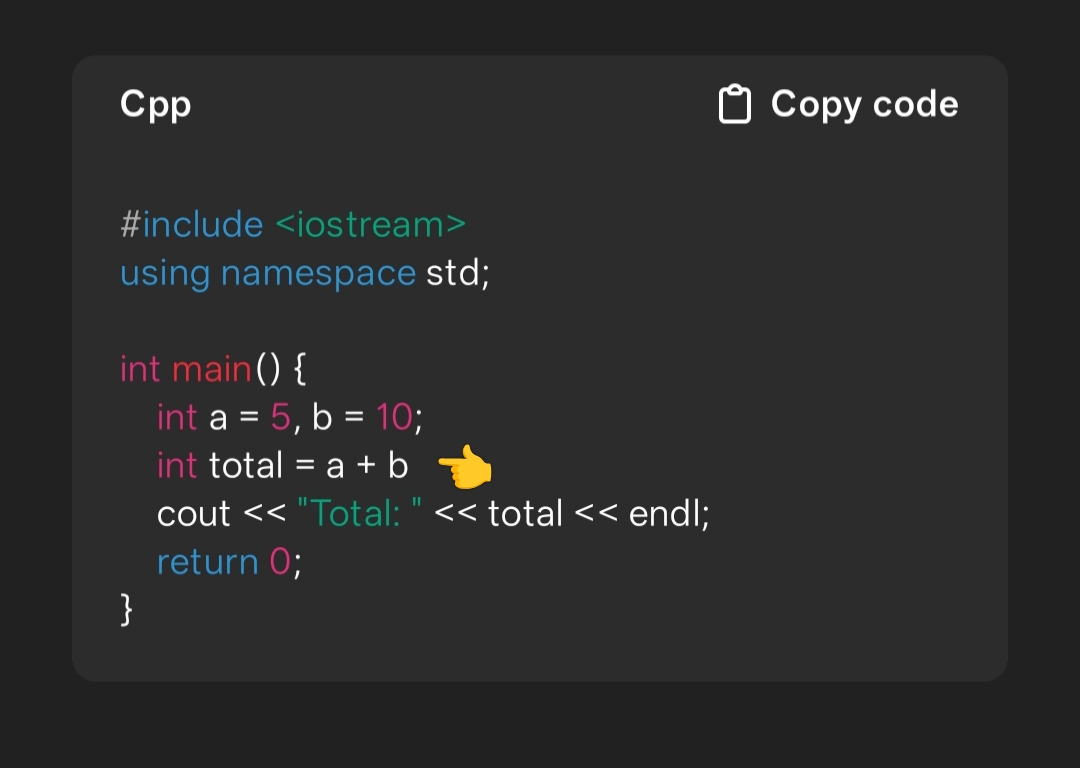 Cpp
Copy code
#include <iostream>
using namespace std;
int main() {
int a = 5, b = 10;
int total = a + b 👈
cout << "Total: " << total << endl;
return 0;
}